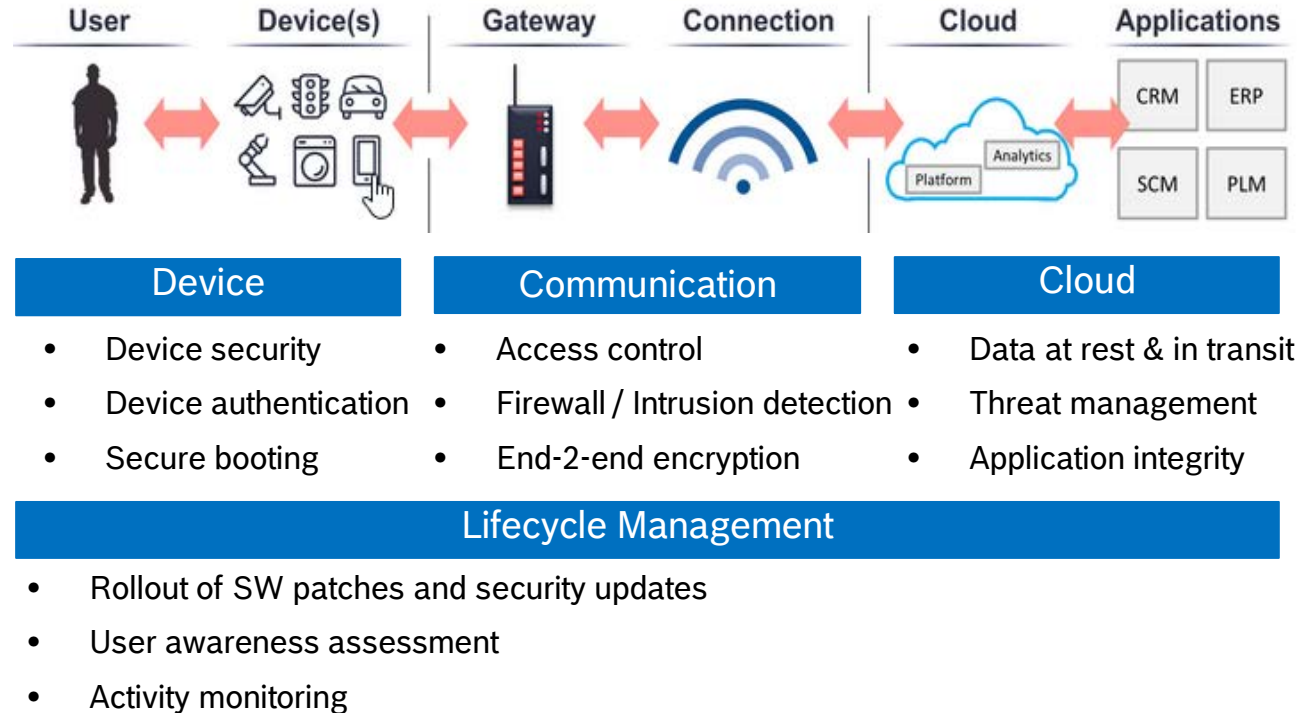 User
Device(s)
Gateway
Connection
Cloud
Applications
CRM
ERP
Analytics
Platform
SCM
PLM
Device
Communication
Cloud
• Device security
• Device authentication
• Secure booting
• Access control
• Firewall / Intrusion detection
• End-2-end encryption
• Data at rest & in transit
• Threat management
• Application integrity
Lifecycle Management
• Rollout of SW patches and security updates
• User awareness assessment
• Activity monitoring